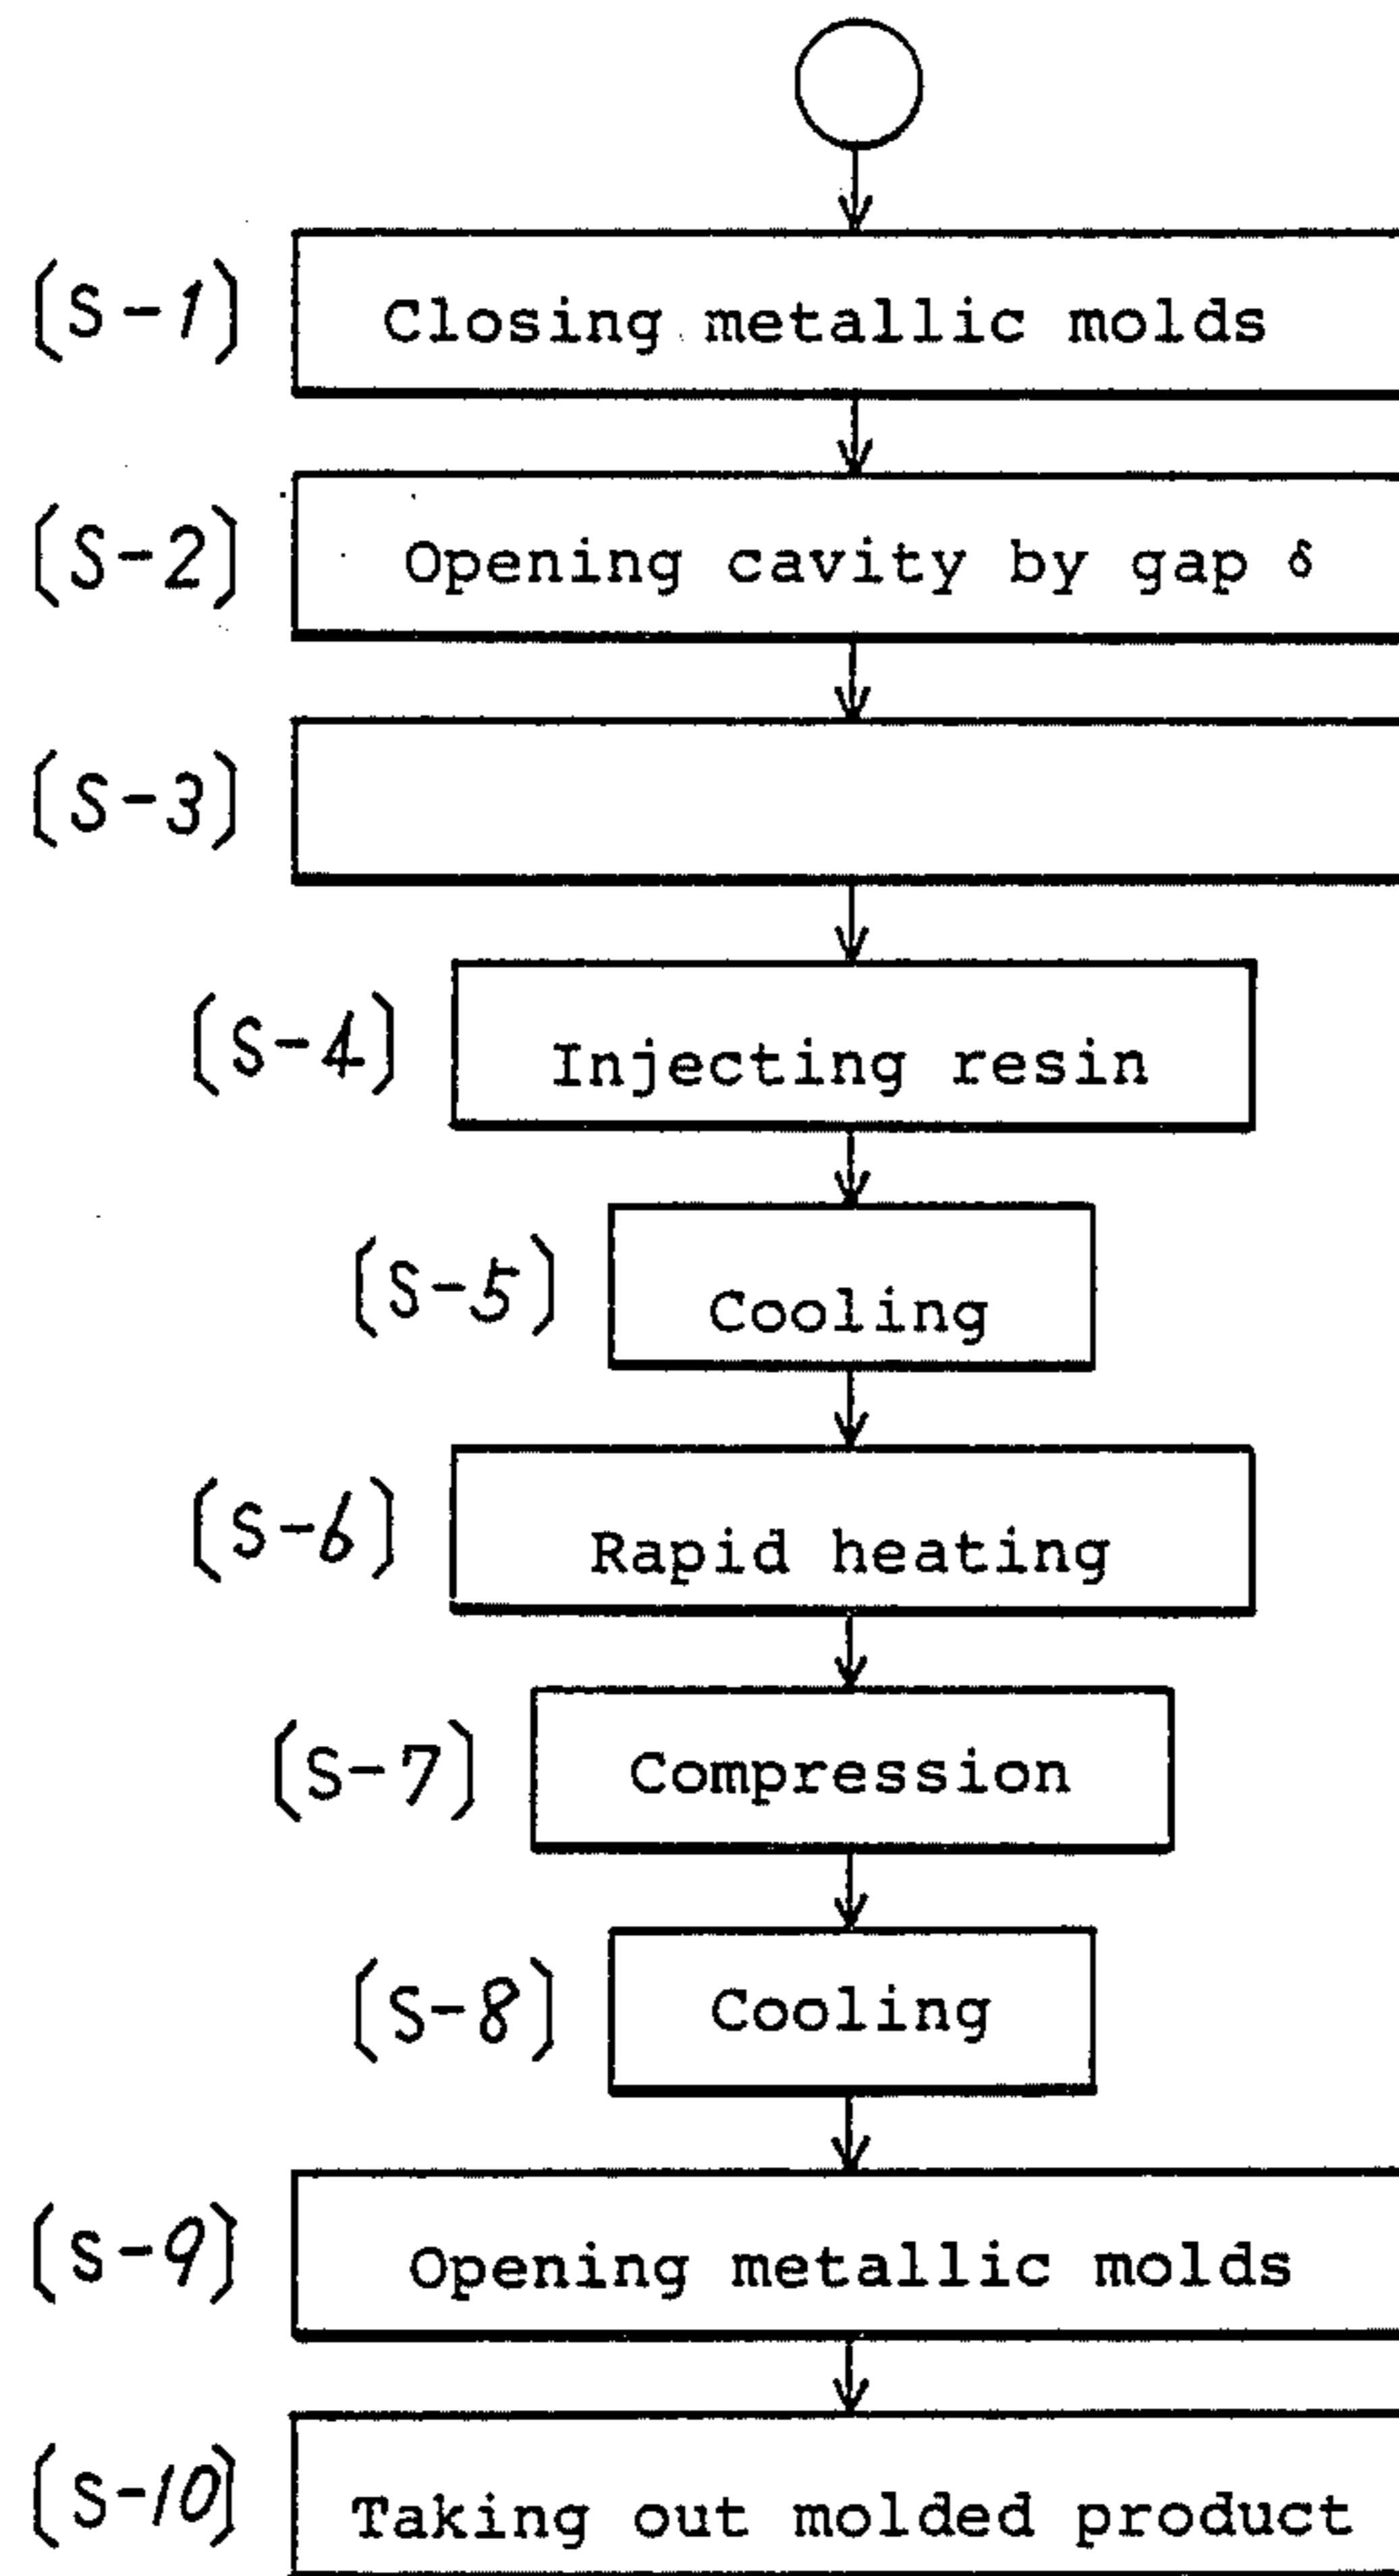 (S-1) Closing metallic molds
(S-2) Opening cavity by gap δ
(S-3)
(S-4) Injecting resin
(S-5) Cooling
(S-6) Rapid heating
(S-7) Compression
(S-8) Cooling
(S-9) Opening metallic molds
(S-10) Taking out molded product